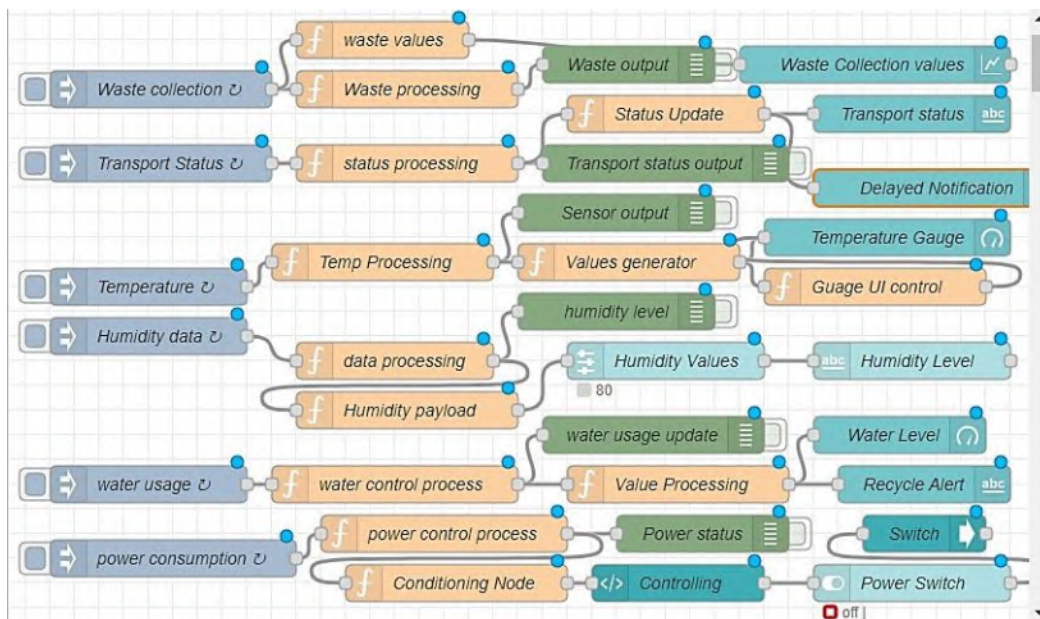 waste values
Waste output
Waste Collection values
Waste collection ↻
Waste processing
Status Update
Transport status
abc
Transport Status ↻
status processing
Transport status output
Delayed Notification
Sensor output
Temperature Gauge
Temp Processing
Values generator
Temperature ↻
Guage UI control
humidity level
Humidity data ↻
data processing
Humidity Values
abc
Humidity Level
80
Humidity payload
water usage update
Water Level
water usage ↻
water control process
Value Processing
Recycle Alert
abc
power control process
Power status
Switch
power consumption ↻
Conditioning Node
</>
Controlling
Power Switch
off |